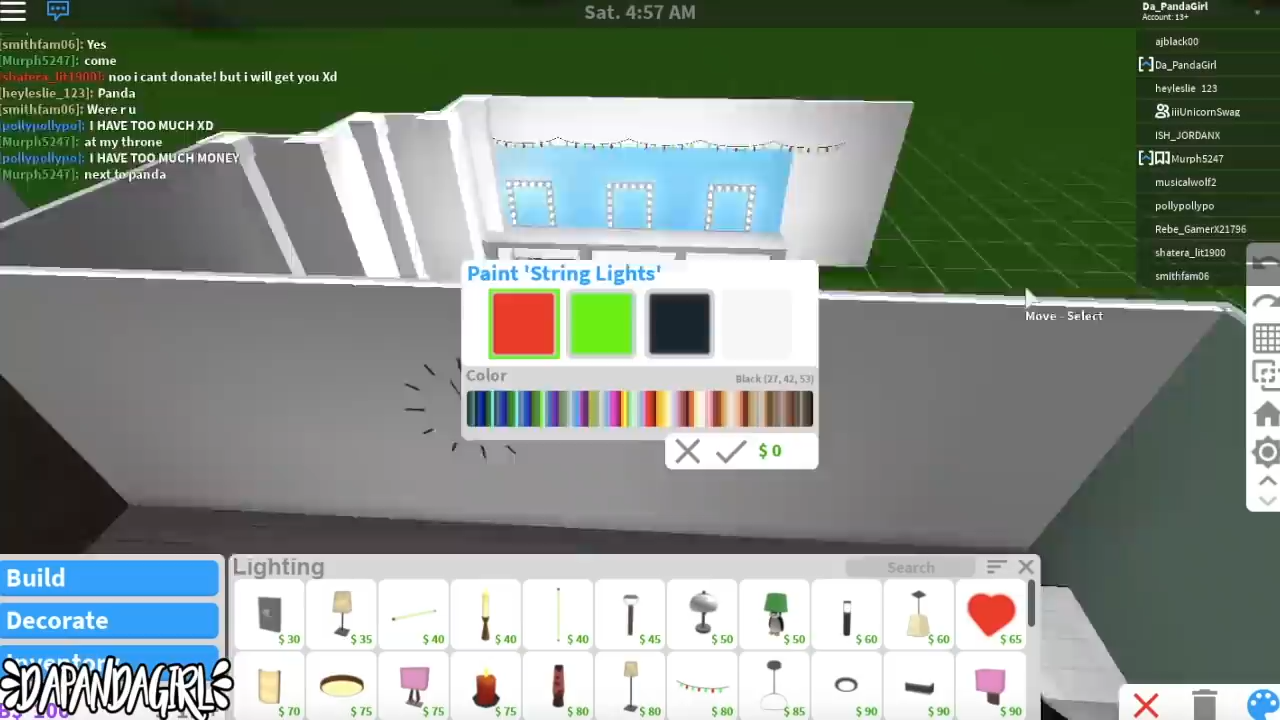 Sat. 4:57 AM
Da_PandaGirl
Account: 13+
[smithfam06]: Yes
[Murph5247]: come
[shatera_lit1900]: noo i cant donate! but i will get you Xd
[heyleslie_123]: Panda
[smithfam06]: Were r u
[pollypollypo]: I HAVE TOO MUCH XD
[Murph5247]: at my throne
[pollypollypo]: I HAVE TOO MUCH MONEY
[Murph5247]: next to panda
ajblack00
Da_PandaGirl
heyleslie_123
iiiUnicornSwag
ISH_JORDANX
Murph5247
musicalwolf2
pollypollypo
Rebe_GamerX21796
shatera_lit1900
smithfam06
Paint 'String Lights'
Move - Select
Color
Black (27, 42, 53)
$ 0
Build
Decorate
Inventory
DAPANDAGIRL
Lighting
Search
$ 30
$ 35
$ 40
$ 40
$ 40
$ 45
$ 50
$ 50
$ 60
$ 60
$ 65
$ 70
$ 75
$ 75
$ 75
$ 80
$ 80
$ 80
$ 85
$ 90
$ 90
$ 90